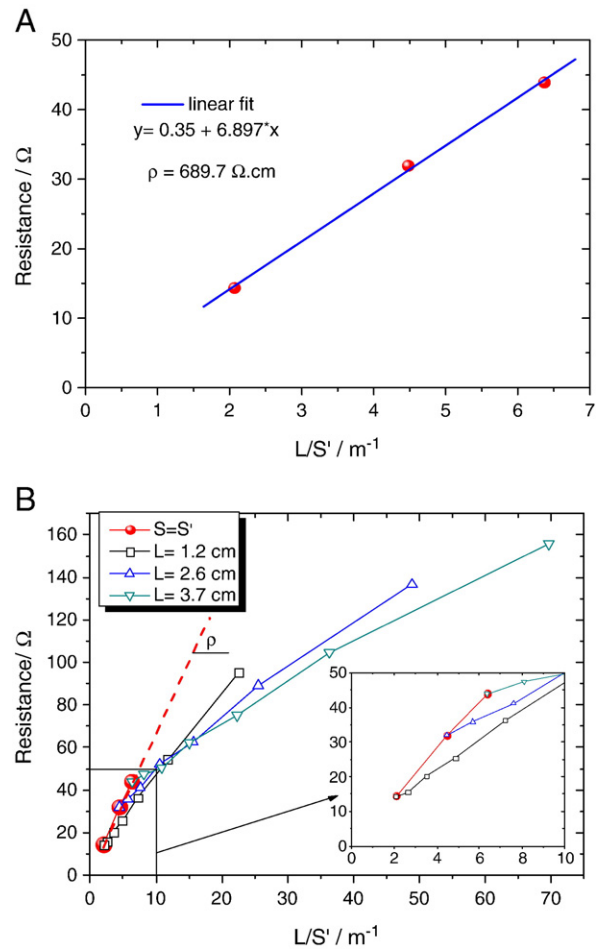 A
50
40
30
20
10
0
Resistance / Ω
linear fit
y= 0.35 + 6.897*x
ρ = 689.7 Ω.cm
0 1 2 3 4 5 6 7
L/S' / m⁻¹
B
160
140
120
100
80
60
40
20
0
Resistance/ Ω
S=S'
L= 1.2 cm
L= 2.6 cm
L= 3.7 cm
ρ
50
40
30
20
10
0
0 2 4 6 8 10
0 10 20 30 40 50 60 70
L/S' / m⁻¹